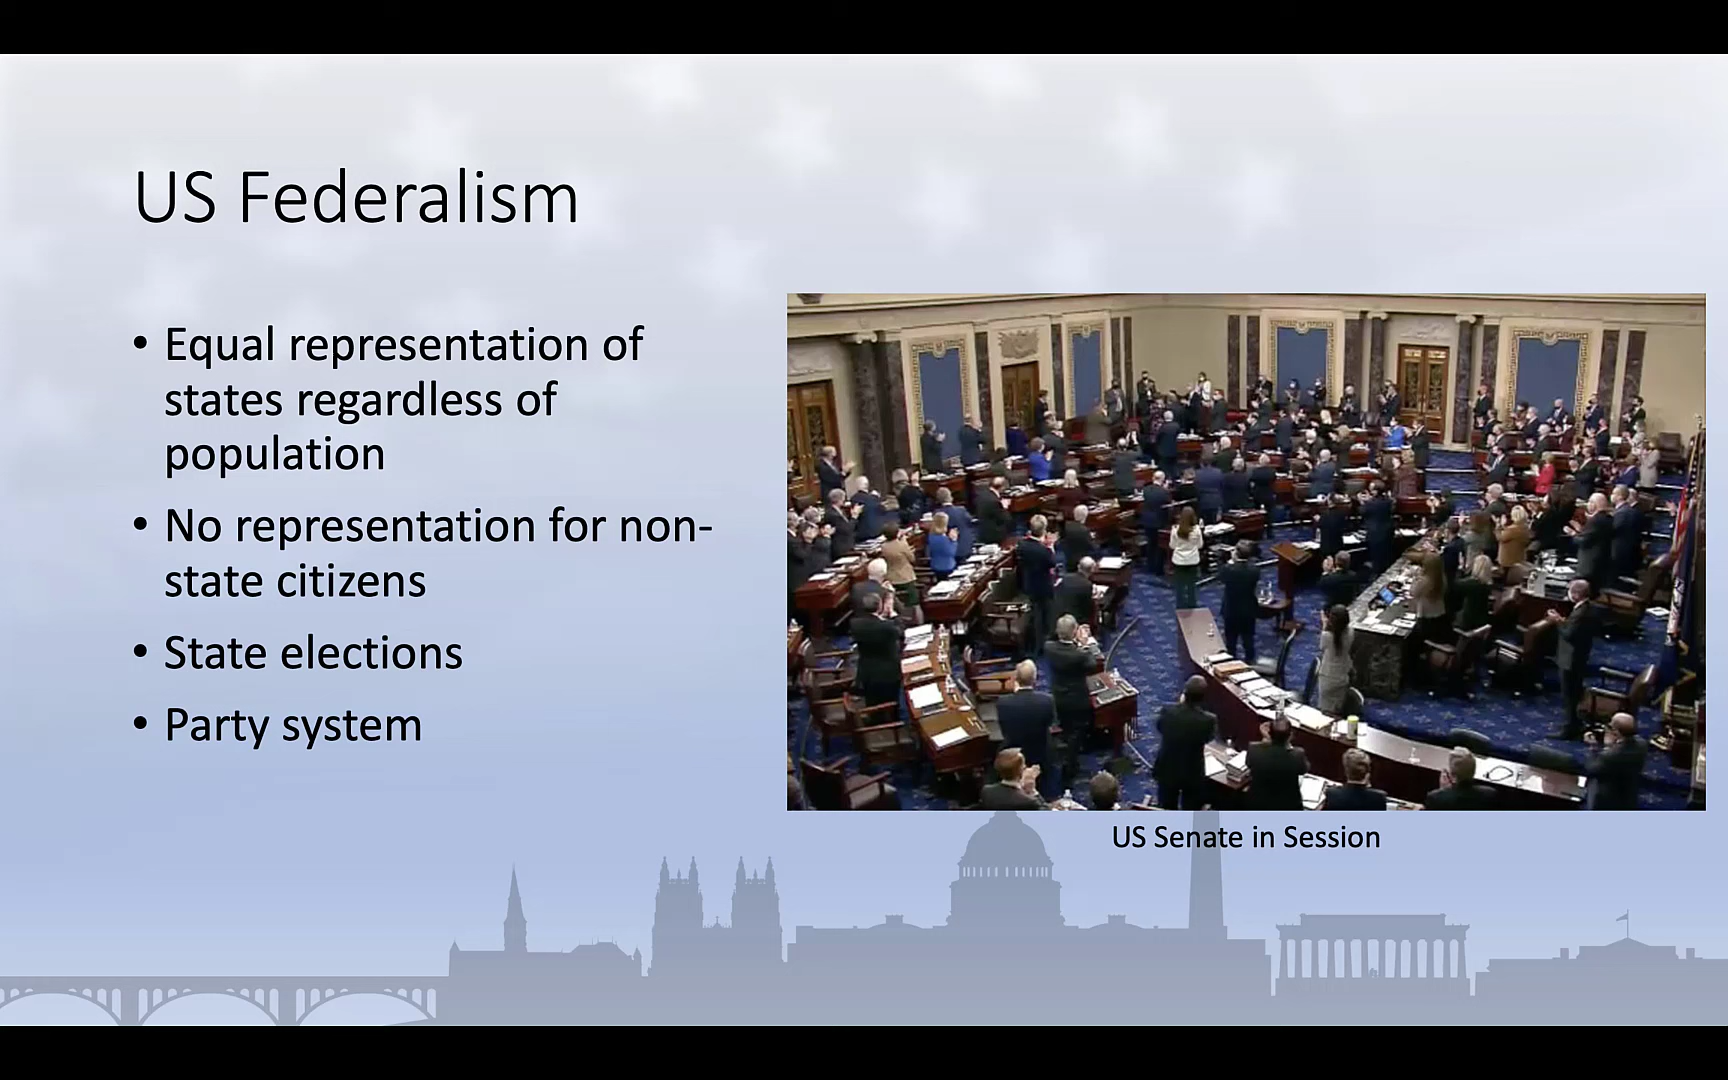 US Federalism
• Equal representation of
states regardless of
population
• No representation for non-
state citizens
• State elections
• Party system
US Senate in Session